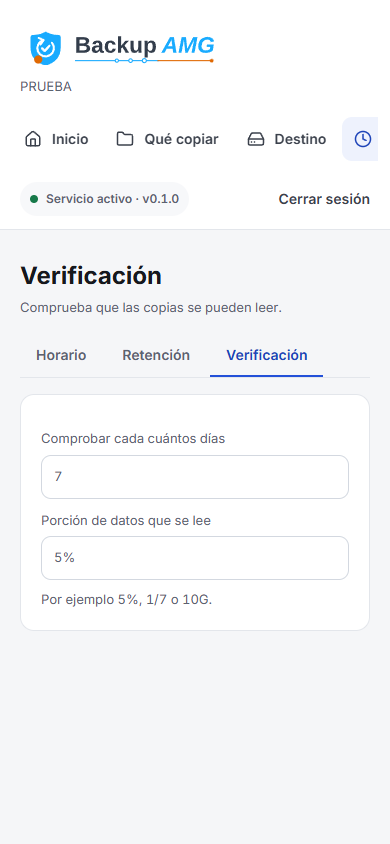 Backup AMG
PRUEBA
Inicio
Qué copiar
Destino
Servicio activo · v0.1.0
Cerrar sesión
Verificación
Comprueba que las copias se pueden leer.
Horario
Retención
Verificación
Comprobar cada cuántos días
7
Porción de datos que se lee
5%
Por ejemplo 5%, 1/7 o 10G.